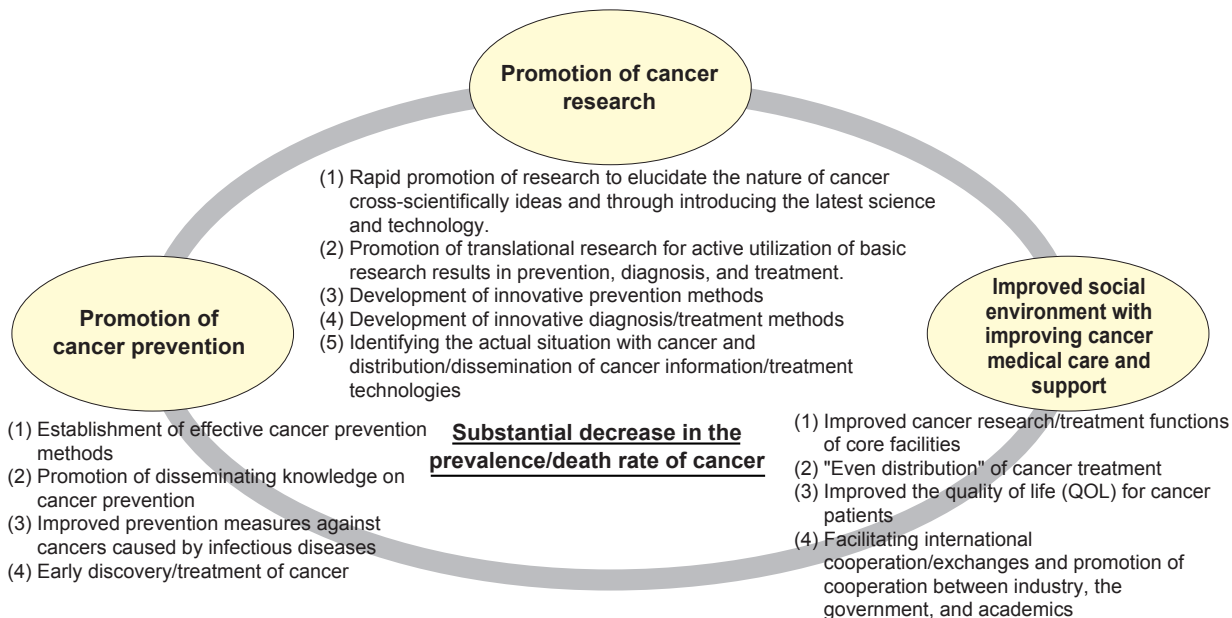 Promotion of cancer
research
(1) Rapid promotion of research to elucidate the nature of cancer
cross-scientifically ideas and through introducing the latest science
and technology.
(2) Promotion of translational research for active utilization of basic
research results in prevention, diagnosis, and treatment.
(3) Development of innovative prevention methods
(4) Development of innovative diagnosis/treatment methods
(5) Identifying the actual situation with cancer and
distribution/dissemination of cancer information/treatment
technologies
Promotion of
cancer prevention
(1) Establishment of effective cancer prevention
methods
(2) Promotion of disseminating knowledge on
cancer prevention
(3) Improved prevention measures against
cancers caused by infectious diseases
(4) Early discovery/treatment of cancer
Substantial decrease in the
prevalence/death rate of cancer
Improved social
environment with
improving cancer
medical care and
support
(1) Improved cancer research/treatment functions
of core facilities
(2) "Even distribution" of cancer treatment
(3) Improved the quality of life (QOL) for cancer
patients
(4) Facilitating international
cooperation/exchanges and promotion of
cooperation between industry, the
government, and academics